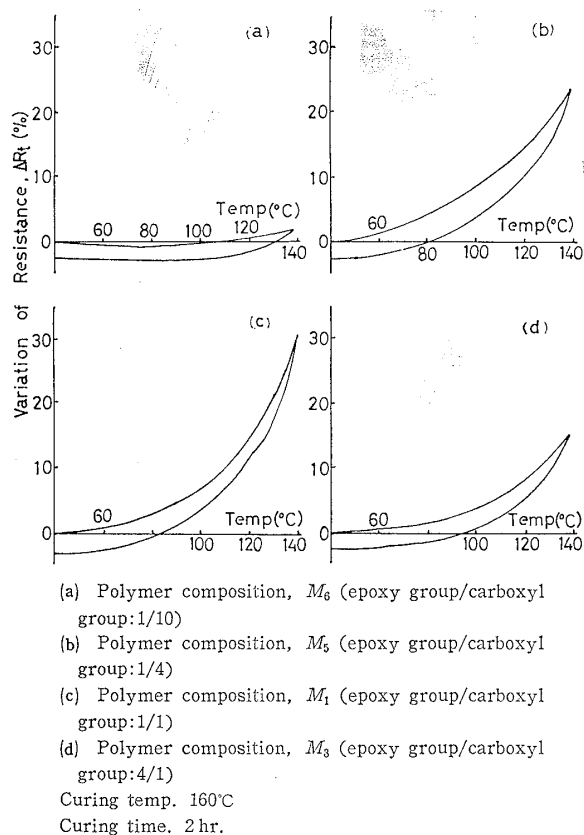 (a)
(b)
30
20
10
0
60
80
100
120
138
Temp(°C)
30
20
10
0
60
80
100
120
140
Temp(°C)
Variation of Resistance, ΔRt (%)
(c)
(d)
30
20
10
0
60
100
120
140
Temp(°C)
30
20
10
0
60
100
120
140
Temp(°C)
(a) Polymer composition, M6 (epoxy group/carboxyl
group:1/10)
(b) Polymer composition, M5 (epoxy group/carboxyl
group:1/4)
(c) Polymer composition, M1 (epoxy group/carboxyl
group:1/1)
(d) Polymer composition, M3 (epoxy group/carboxyl
group:4/1)
Curing temp. 160°C
Curing time. 2 hr.